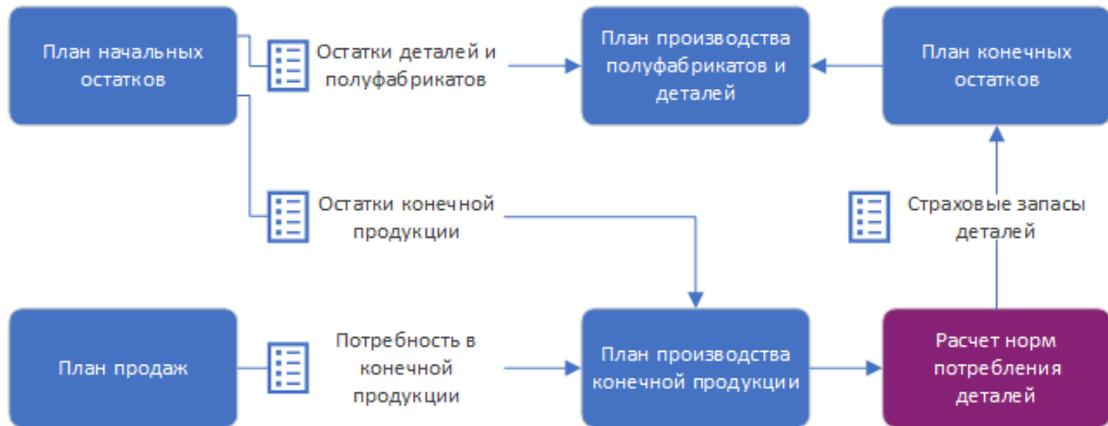 План начальных
остатков
Остатки деталей и
полуфабрикатов
План производства
полуфабрикатов и
деталей
План конечных
остатков
Остатки конечной
продукции
Страховые запасы
деталей
План продаж
Потребность в
конечной
продукции
План производства
конечной продукции
Расчет норм
потребления
деталей